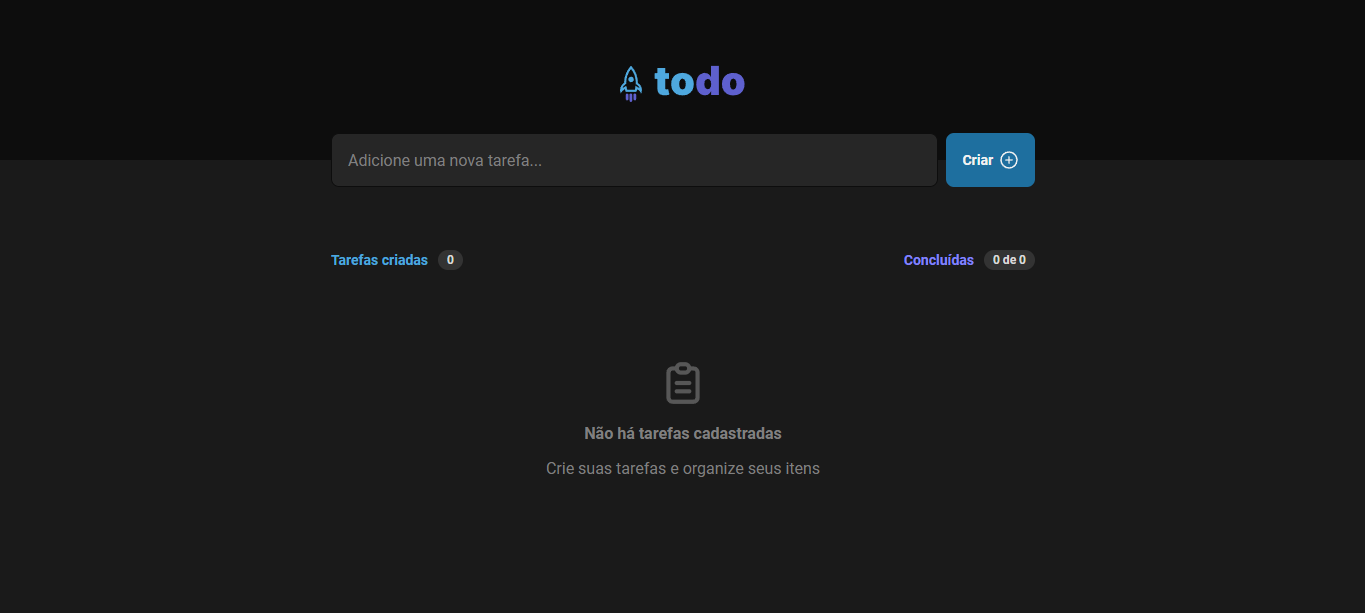 todo
Adicione uma nova tarefa...
Criar
Tarefas criadas 0
Concluídas 0 de 0
Não há tarefas cadastradas
Crie suas tarefas e organize seus itens